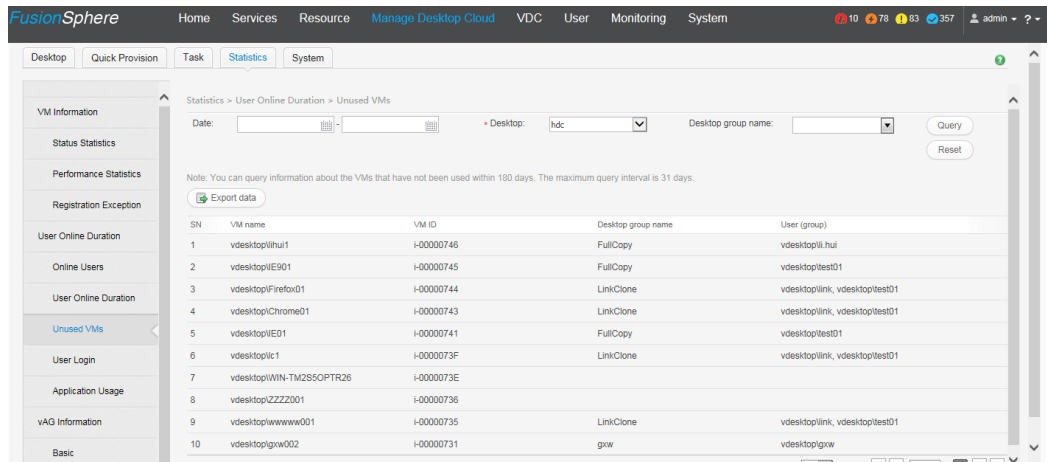 FusionSphere Home Services Resource Manage Desktop Cloud VDC User Monitoring System 10 78 83 357 admin ?
Desktop Quick Provision Task Statistics System ?
Statistics > User Online Duration > Unused VMs
VM Information
Status Statistics
Performance Statistics
Registration Exception
User Online Duration
Online Users
User Online Duration
Unused VMs
User Login
Application Usage
vAG Information
Basic
Date: - * Desktop: hdc Desktop group name: Query
Reset
Note: You can query information about the VMs that have not been used within 180 days. The maximum query interval is 31 days.
Export data
SN VM name VM ID Desktop group name User (group)
1 vdesktop\lihui1 i-00000746 FullCopy vdesktop\li.hui
2 vdesktop\IE901 i-00000745 FullCopy vdesktop\test01
3 vdesktop\Firefox01 i-00000744 LinkClone vdesktop\link, vdesktop\test01
4 vdesktop\Chrome01 i-00000743 LinkClone vdesktop\link, vdesktop\test01
5 vdesktop\IE01 i-00000741 FullCopy vdesktop\test01
6 vdesktop\lc1 i-0000073F LinkClone vdesktop\link, vdesktop\test01
7 vdesktop\WIN-TM2S5OPTR26 i-0000073E
8 vdesktop\ZZZZ001 i-00000736
9 vdesktop\wwwww001 i-00000735 LinkClone vdesktop\link, vdesktop\test01
10 vdesktop\gxw002 i-00000731 gxw vdesktop\gxw